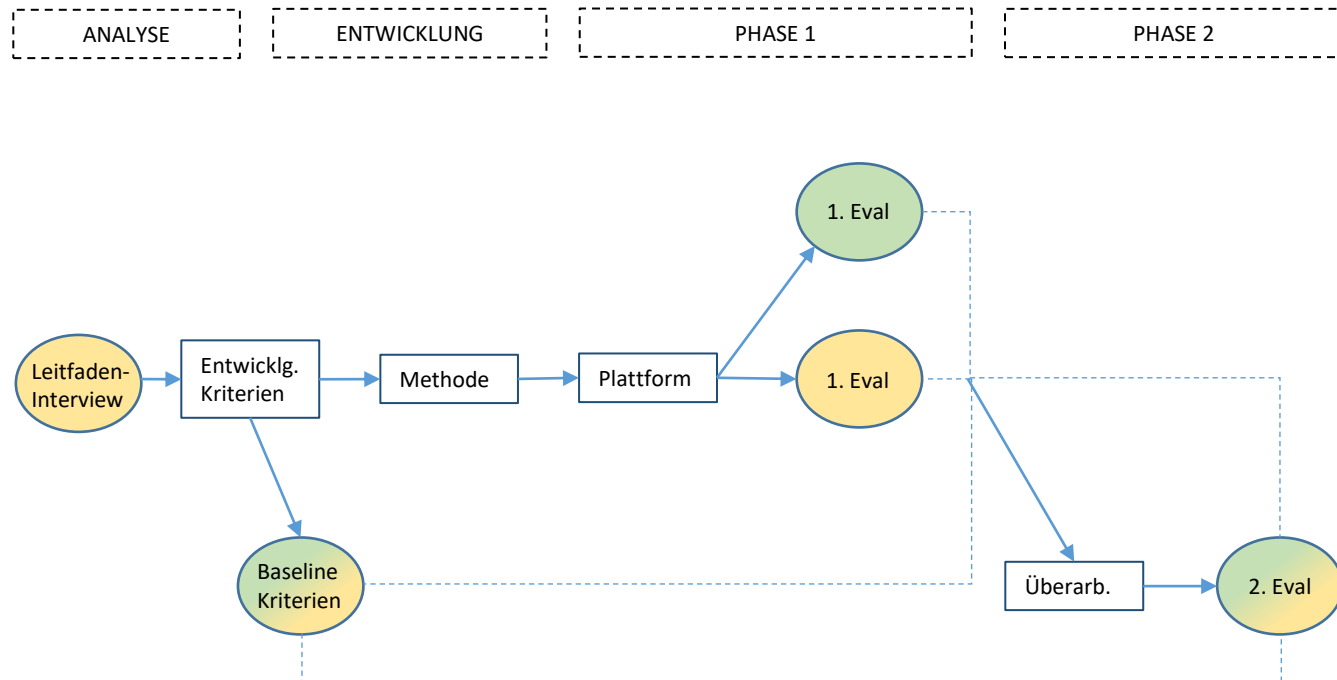 ANALYSE
ENTWICKLUNG
PHASE 1
PHASE 2
1. Eval
Leitfaden-
Interview
Entwicklg.
Kriterien
Methode
Plattform
1. Eval
Baseline
Kriterien
Überarb.
2. Eval